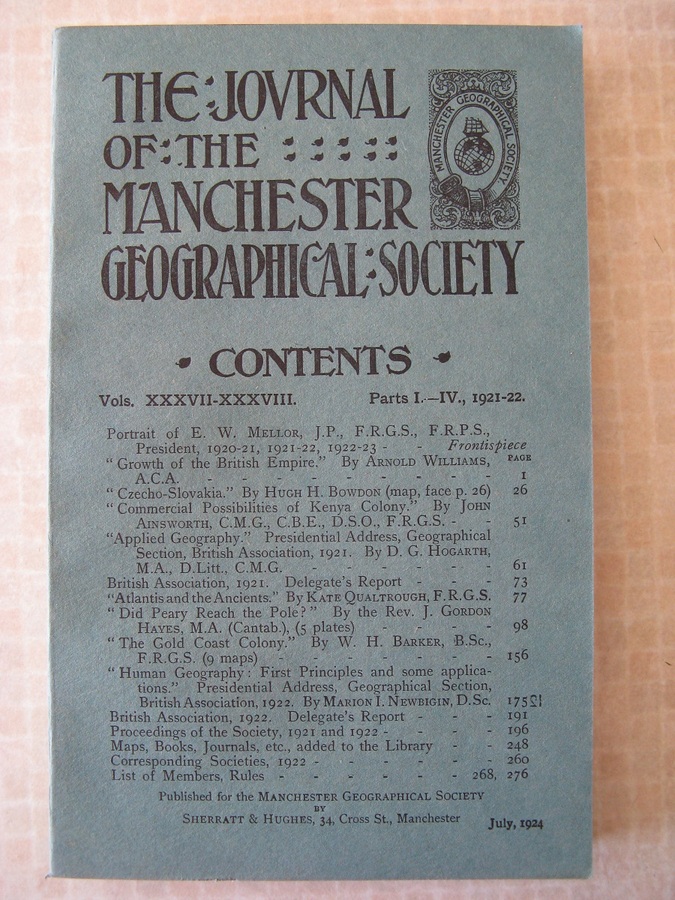 THE : JOVRNAL
OF : THE : : : : :
MANCHESTER
GEOGRAPHICAL : SOCIETY
MANCHESTER GEOGRAPHICAL SOCIETY
CONTENTS
Vols. XXXVII-XXXVIII. Parts I.—IV., 1921-22.
Portrait of E. W. MELLOR, J.P., F.R.G.S., F.R.P.S.,
President, 1920-21, 1921-22, 1922-23 - - Frontispiece
"Growth of the British Empire." By ARNOLD WILLIAMS, PAGE
A.C.A. - - - - - - - - 1
"Czecho-Slovakia." By HUGH H. BOWDON (map, face p. 26) 26
"Commercial Possibilities of Kenya Colony." By JOHN
AINSWORTH, C.M.G., C.B.E., D.S.O., F.R.G.S. - - 51
"Applied Geography." Presidential Address, Geographical
Section, British Association, 1921. By D. G. HOGARTH,
M.A., D.Litt., C.M.G. - - - - - - 61
British Association, 1921. Delegate's Report - - - 73
"Atlantis and the Ancients." By KATE QUALTROUGH, F.R.G.S. 77
"Did Peary Reach the Pole?" By the Rev. J. GORDON
HAYES, M.A. (Cantab.), (5 plates) - - - - 98
"The Gold Coast Colony." By W. H. BARKER, B.Sc.,
F.R.G.S. (9 maps) - - - - - - 156
"Human Geography: First Principles and some applica-
tions." Presidential Address, Geographical Section,
British Association, 1922. By MARION I. NEWBIGIN, D.Sc. 175
British Association, 1922. Delegate's Report - - - 191
Proceedings of the Society, 1921 and 1922 - - - - 196
Maps, Books, Journals, etc., added to the Library - - 248
Corresponding Societies, 1922 - - - - - - 260
List of Members, Rules - - - - - - 268, 276
Published for the MANCHESTER GEOGRAPHICAL SOCIETY
BY
SHERRATT & HUGHES, 34, Cross St., Manchester July, 1924